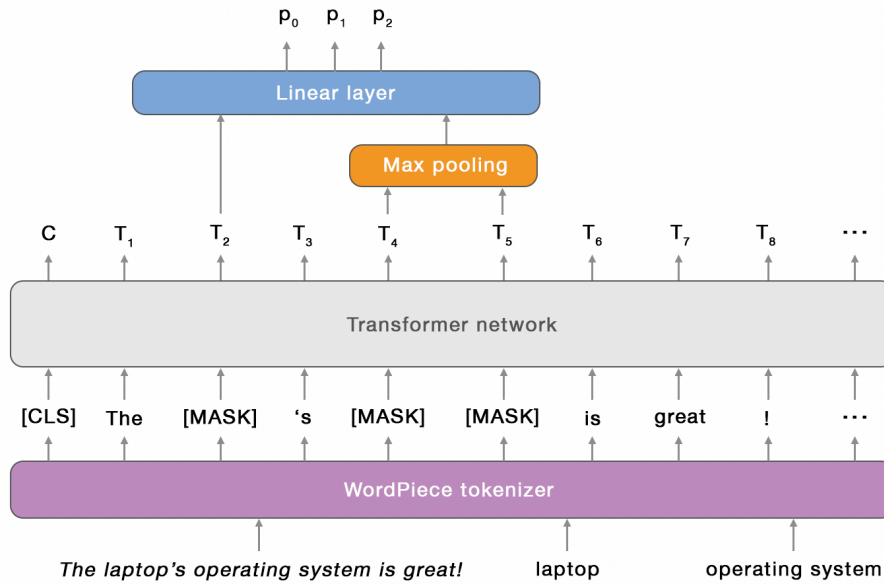 p₀ p₁ p₂
Linear layer
Max pooling
C T₁ T₂ T₃ T₄ T₅ T₆ T₇ T₈ ...
Transformer network
[CLS] The [MASK] ‘s [MASK] [MASK] is great ! ...
WordPiece tokenizer
The laptop’s operating system is great! laptop operating system